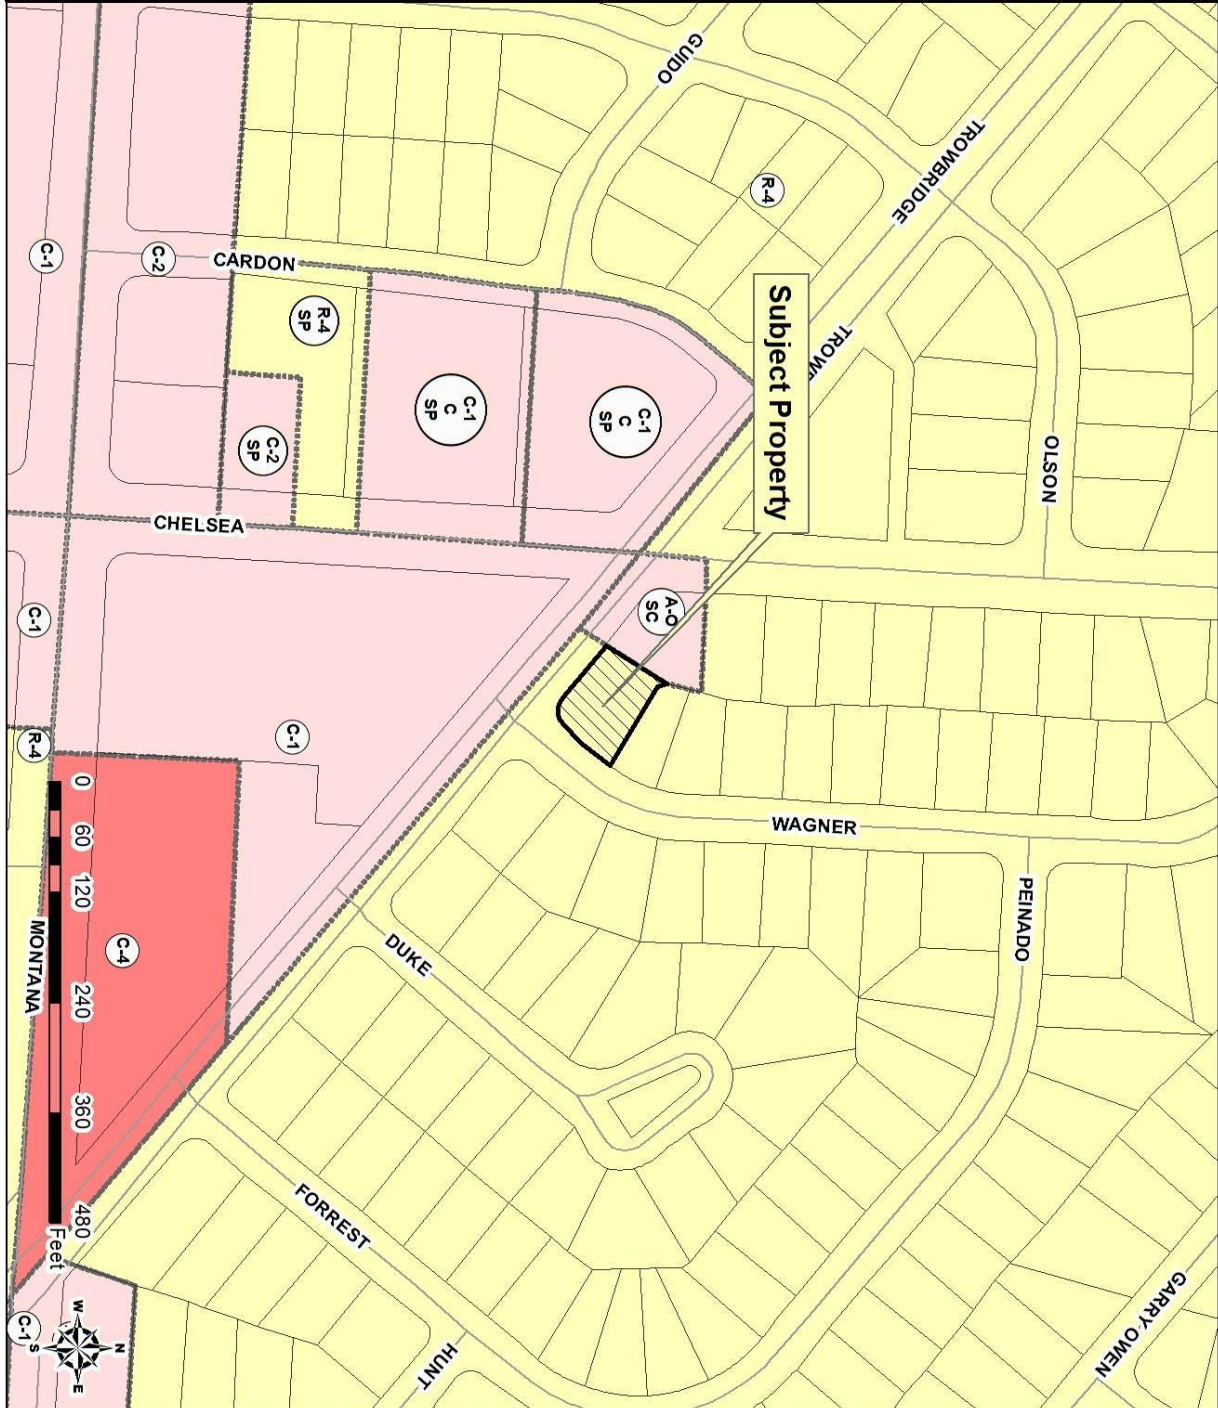 GUIDO
TROWBRIDGE
R-4
Subject Property
TROW
OLSON
CARDON
C-1
C-2
R-4
SP
C-1
C
SP
C-1
C
SP
C-2
SP
CHELSEA
A-O
SC
C-1
C-1
R-4
WAGNER
PEINADO
DUKE
FORREST
HUNT
GARRY OWEN
C-4
MONTANA
0 60 120 240 360 480
Feet
C-1
N
W
E
S